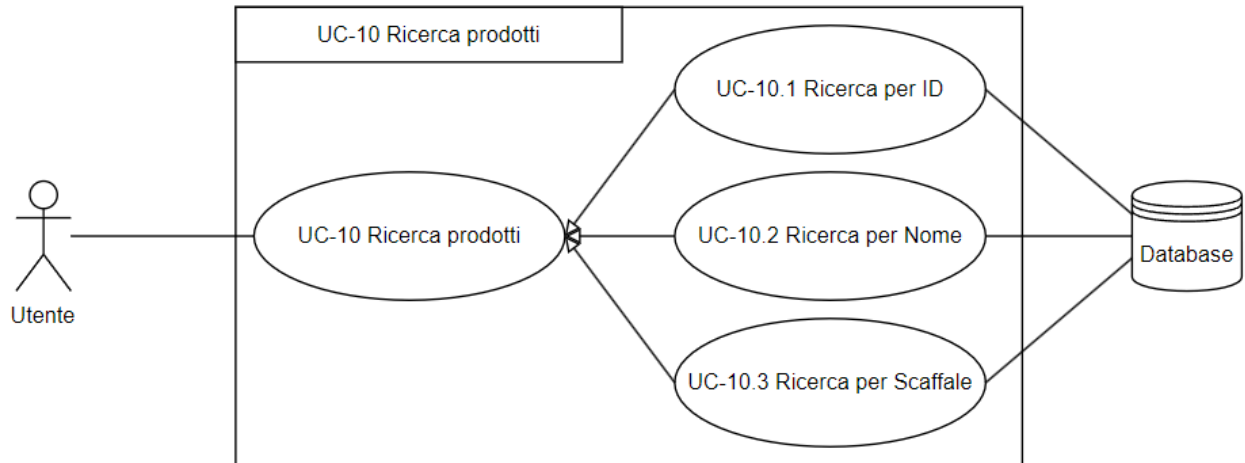 UC-10 Ricerca prodotti
UC-10.1 Ricerca per ID
UC-10 Ricerca prodotti
UC-10.2 Ricerca per Nome
Database
Utente
UC-10.3 Ricerca per Scaffale